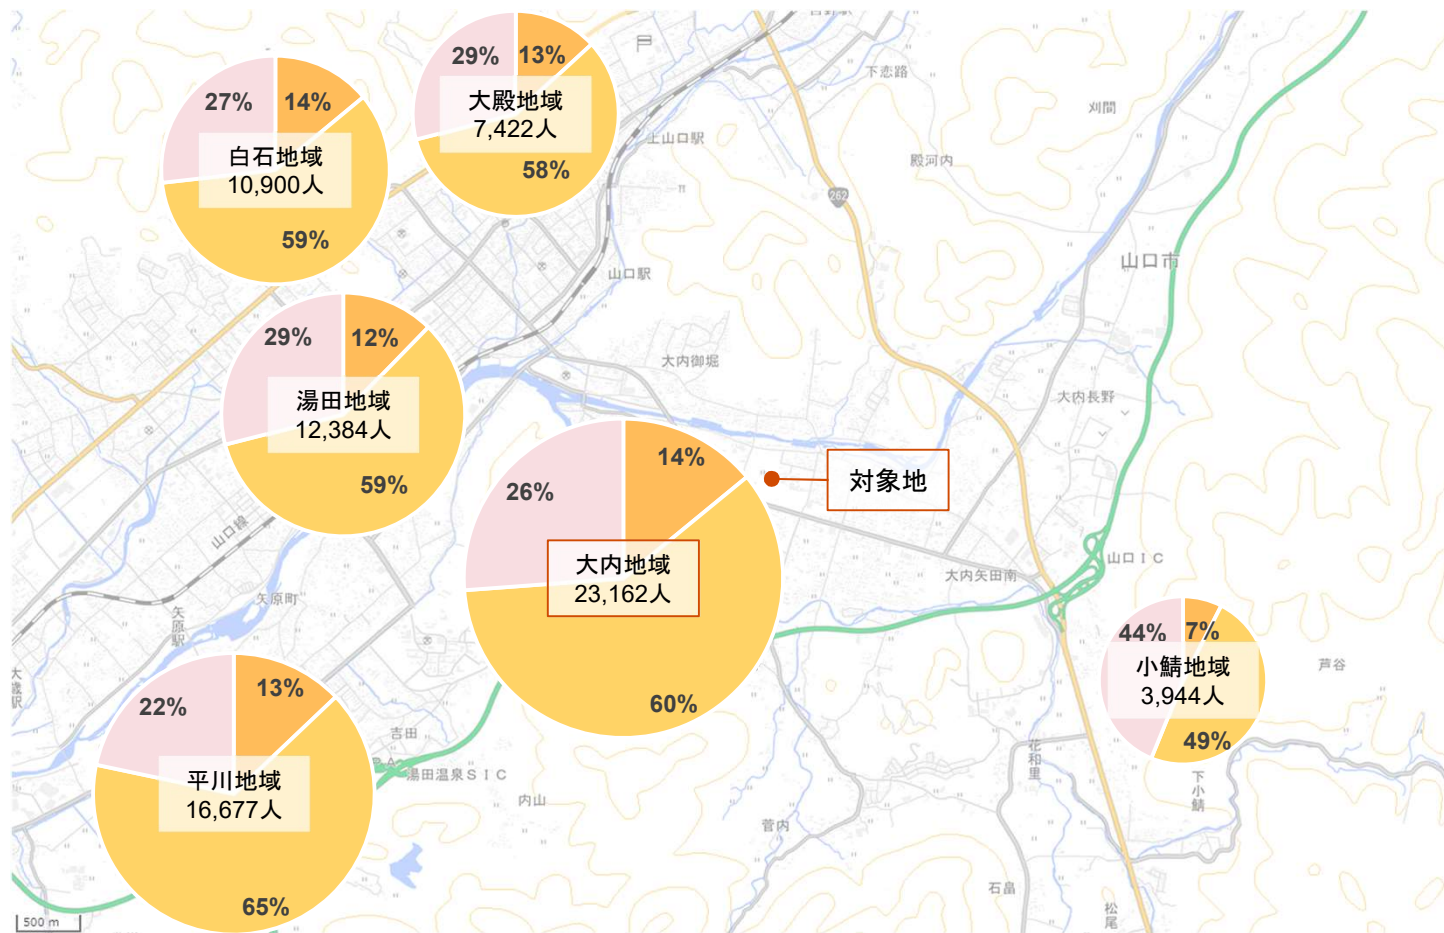 29%
13%
大殿地域
7,422人
58%
27%
14%
白石地域
10,900人
59%
下恋路
刈間
上山口駅
殿河内
262
山口市
山口駅
29%
12%
湯田地域
12,384人
59%
大内御堀
大内長野
14%
26%
対象地
大内地域
23,162人
60%
山口線
大内矢田南
山口IC
矢原町
矢原駅
大歳駅
44%
7%
小鯖地域
3,944人
49%
芦谷
22%
13%
平川地域
16,677人
65%
吉田
湯田温泉SIC
内山
花和里
下小鯖
菅内
石畠
松尾
500 m